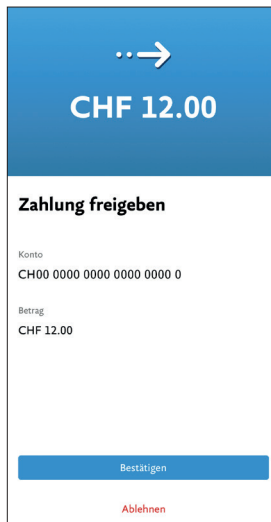 CHF 12.00
Zahlung freigeben
Konto
CH00 0000 0000 0000 0000 0
Betrag
CHF 12.00
Bestätigen
Ablehnen